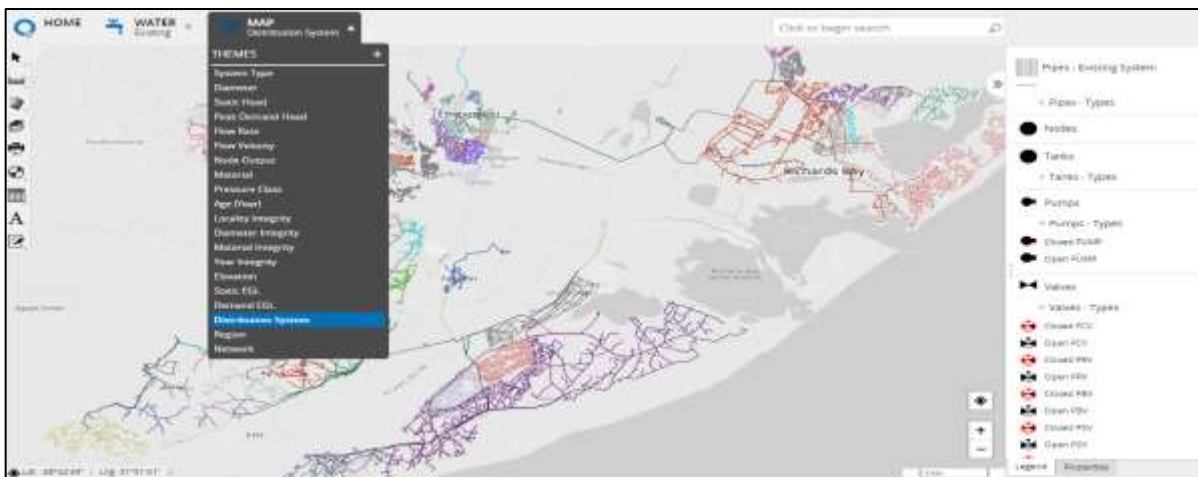 HOME
WATER
Existing
MAP
Distribution System
Click to begin search
THEMES +
System Type
Diameter
Static Head
Peak Demand Head
Flow Rate
Flow Velocity
Node Output
Material
Pressure Class
Age (Year)
Locality Integrity
Diameter Integrity
Material Integrity
Year Integrity
Elevation
Static EGL
Demand EGL
Distribution System
Region
Network
Richards Bay
A
Pipes - Existing System
Pipes - Types
Nodes
Tanks
Tanks - Types
Pumps
Pumps - Types
Closed PUMP
Open PUMP
Valves
Valves - Types
Closed FCV
Open FCV
Closed PRV
Open PRV
Closed PBV
Open PBV
Closed PSV
Open PSV
Legend Properties